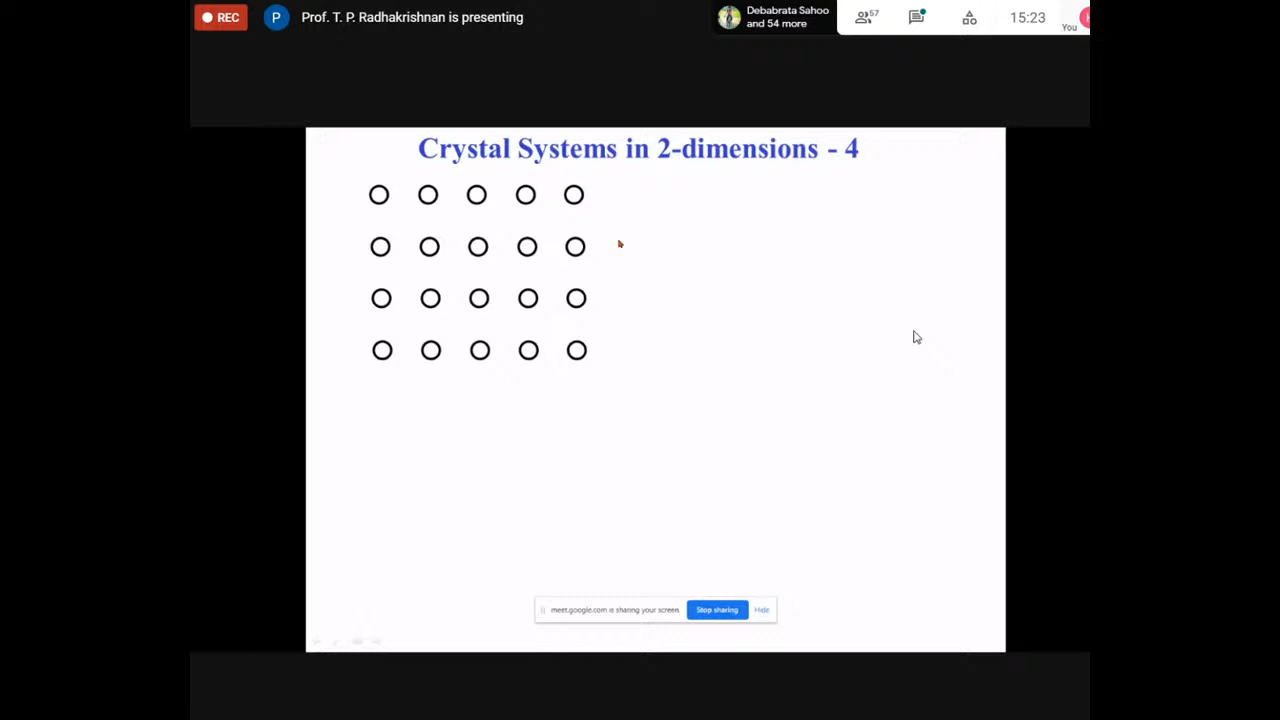 REC
P
Prof. T. P. Radhakrishnan is presenting
Debabrata Sahoo
and 54 more
57
15:23
You
Crystal Systems in 2-dimensions - 4
meet.google.com is sharing your screen.
Stop sharing
Hide